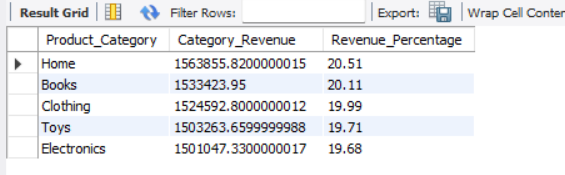 Result Grid Filter Rows: Export: Wrap Cell Conten
Product_Category Category_Revenue Revenue_Percentage
Home 1563855.8200000015 20.51
Books 1533423.95 20.11
Clothing 1524592.8000000012 19.99
Toys 1503263.6599999988 19.71
Electronics 1501047.3300000017 19.68